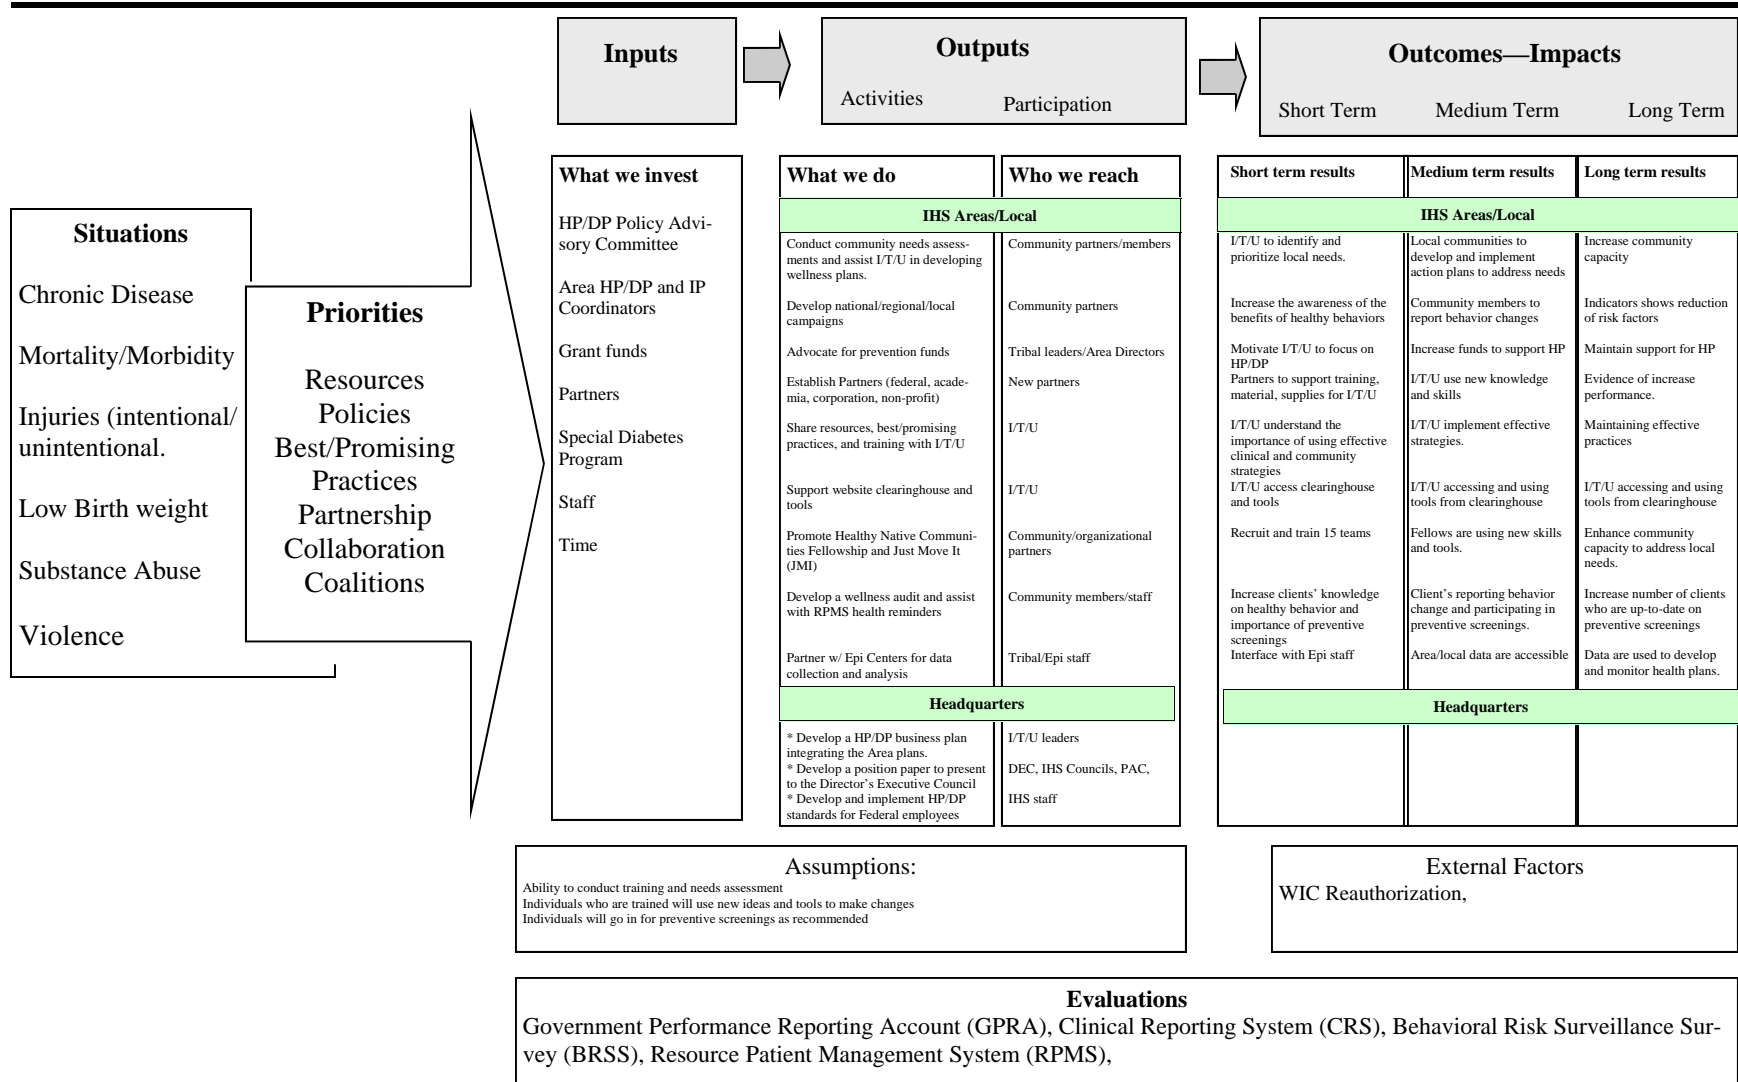 Inputs
Outputs
Activities
Participation
Outcomes—Impacts
Short Term
Medium Term
Long Term
Situations
Chronic Disease
Mortality/Morbidity
Injuries (intentional/
unintentional.
Low Birth weight
Substance Abuse
Violence
Priorities
Resources
Policies
Best/Promising
Practices
Partnership
Collaboration
Coalitions
What we invest
HP/DP Policy Advi-
sory Committee
Area HP/DP and IP
Coordinators
Grant funds
Partners
Special Diabetes
Program
Staff
Time
What we do
Who we reach
IHS Areas/Local
Conduct community needs assess-
ments and assist I/T/U in developing
wellness plans.
Community partners/members
Develop national/regional/local
campaigns
Community partners
Advocate for prevention funds
Tribal leaders/Area Directors
Establish Partners (federal, acade-
mia, corporation, non-profit)
New partners
Share resources, best/promising
practices, and training with I/T/U
I/T/U
Support website clearinghouse and
tools
I/T/U
Promote Healthy Native Communi-
ties Fellowship and Just Move It
(JMI)
Community/organizational
partners
Develop a wellness audit and assist
with RPMS health reminders
Community members/staff
Partner w/ Epi Centers for data
collection and analysis
Tribal/Epi staff
Headquarters
* Develop a HP/DP business plan
integrating the Area plans.
* Develop a position paper to present
to the Director’s Executive Council
* Develop and implement HP/DP
standards for Federal employees
I/T/U leaders
DEC, IHS Councils, PAC,
IHS staff
Short term results
Medium term results
Long term results
IHS Areas/Local
I/T/U to identify and
prioritize local needs.
Local communities to
develop and implement
action plans to address needs
Increase community
capacity
Increase the awareness of the
benefits of healthy behaviors
Community members to
report behavior changes
Indicators shows reduction
of risk factors
Motivate I/T/U to focus on
HP/DP
Increase funds to support HP
Maintain support for HP
Partners to support training,
material, supplies for I/T/U
I/T/U use new knowledge
and skills
Evidence of increase
performance.
I/T/U understand the
importance of using effective
clinical and community
strategies
I/T/U implement effective
strategies.
Maintaining effective
practices
I/T/U access clearinghouse
and tools
I/T/U accessing and using
tools from clearinghouse
I/T/U accessing and using
tools from clearinghouse
Recruit and train 15 teams
Fellows are using new skills
and tools.
Enhance community
capacity to address local
needs.
Increase clients’ knowledge
on healthy behavior and
importance of preventive
screenings
Client’s reporting behavior
change and participating in
preventive screenings.
Increase number of clients
who are up-to-date on
preventive screenings
Interface with Epi staff
Area/local data are accessible
Data are used to develop
and monitor health plans.
Headquarters
Assumptions:
Ability to conduct training and needs assessment
Individuals who are trained will use new ideas and tools to make changes
Individuals will go in for preventive screenings as recommended
External Factors
WIC Reauthorization,
Evaluations
Government Performance Reporting Account (GPRA), Clinical Reporting System (CRS), Behavioral Risk Surveillance Sur-
vey (BRSS), Resource Patient Management System (RPMS),